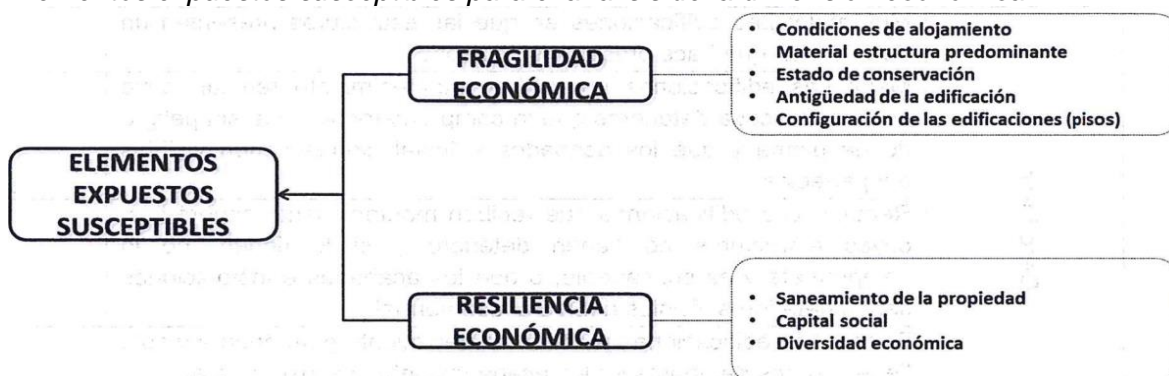 FRAGILIDAD
ECONÓMICA
• Condiciones de alojamiento
• Material estructura predominante
• Estado de conservación
• Antigüedad de la edificación
• Configuración de las edificaciones (pisos)
ELEMENTOS
EXPUESTOS
SUSCEPTIBLES
RESILIENCIA
ECONÓMICA
• Saneamiento de la propiedad
• Capital social
• Diversidad económica